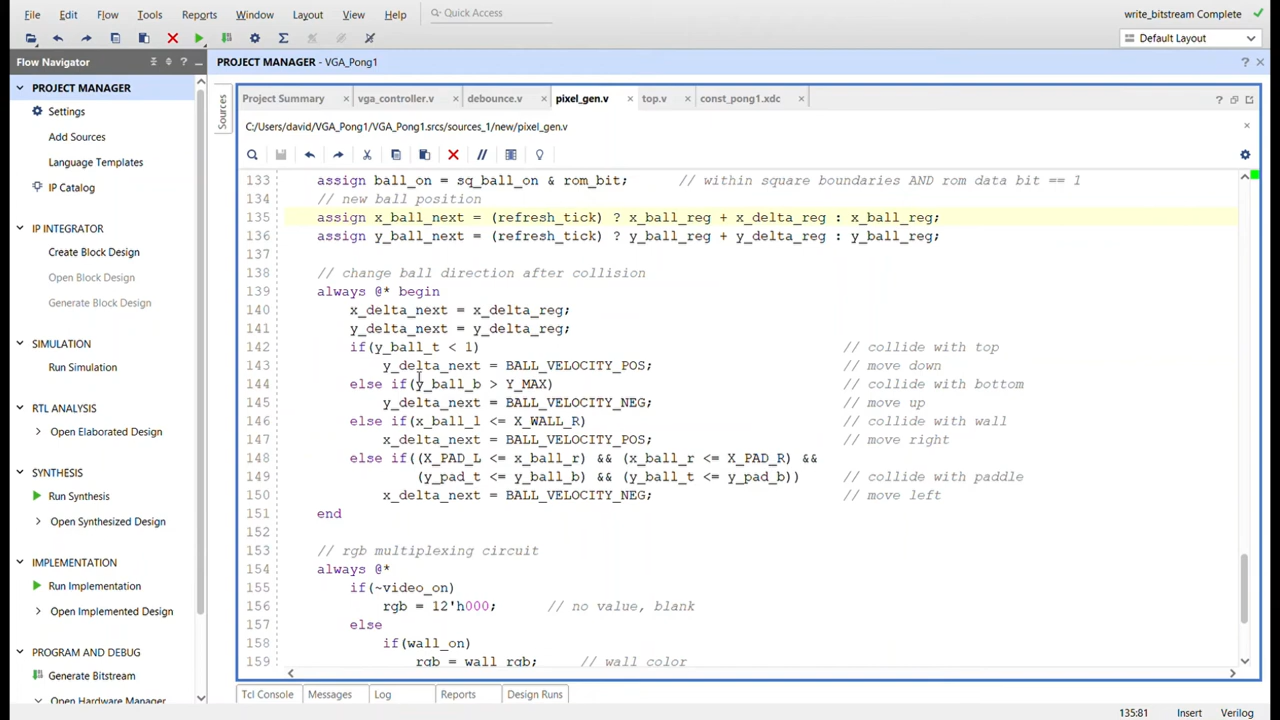 File Edit Flow Tools Reports Window Layout View Help Quick Access write_bitstream Complete
Default Layout
Flow Navigator PROJECT MANAGER - VGA_Pong1
PROJECT MANAGER
Settings
Add Sources
Language Templates
IP Catalog
IP INTEGRATOR
Create Block Design
Open Block Design
Generate Block Design
SIMULATION
Run Simulation
RTL ANALYSIS
Open Elaborated Design
SYNTHESIS
Run Synthesis
Open Synthesized Design
IMPLEMENTATION
Run Implementation
Open Implemented Design
PROGRAM AND DEBUG
Generate Bitstream
Open Hardware Manager
Sources
Project Summary vga_controller.v debounce.v pixel_gen.v top.v const_pong1.xdc
C:/Users/david/VGA_Pong1/VGA_Pong1.srcs/sources_1/new/pixel_gen.v
133 assign ball_on = sq_ball_on & rom_bit; // within square boundaries AND rom data bit == 1
134 // new ball position
135 assign x_ball_next = (refresh_tick) ? x_ball_reg + x_delta_reg : x_ball_reg;
136 assign y_ball_next = (refresh_tick) ? y_ball_reg + y_delta_reg : y_ball_reg;
137
138 // change ball direction after collision
139 always @* begin
140 x_delta_next = x_delta_reg;
141 y_delta_next = y_delta_reg;
142 if(y_ball_t < 1) // collide with top
143 y_delta_next = BALL_VELOCITY_POS; // move down
144 else if(y_ball_b > Y_MAX) // collide with bottom
145 y_delta_next = BALL_VELOCITY_NEG; // move up
146 else if(x_ball_l <= X_WALL_R) // collide with wall
147 x_delta_next = BALL_VELOCITY_POS; // move right
148 else if((X_PAD_L <= x_ball_r) && (x_ball_r <= X_PAD_R) &&
149 (y_pad_t <= y_ball_b) && (y_ball_t <= y_pad_b)) // collide with paddle
150 x_delta_next = BALL_VELOCITY_NEG; // move left
151 end
152
153 // rgb multiplexing circuit
154 always @*
155 if(~video_on)
156 rgb = 12'h000; // no value, blank
157 else
158 if(wall_on)
159 rgb = wall_rgb; // wall color
Tcl Console Messages Log Reports Design Runs
135:81 Insert Verilog